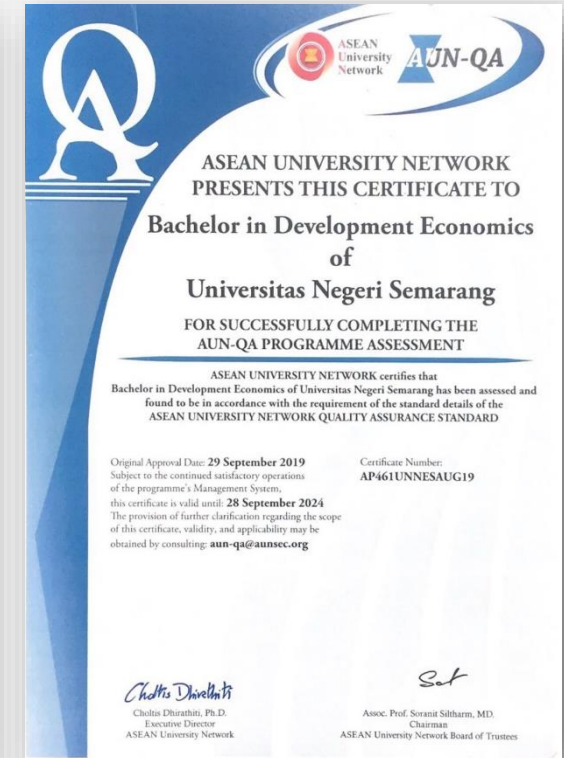 QA
ASEAN
University
Network
AUN-QA
ASEAN UNIVERSITY NETWORK
PRESENTS THIS CERTIFICATE TO
Bachelor in Development Economics
of
Universitas Negeri Semarang
FOR SUCCESSFULLY COMPLETING THE
AUN-QA PROGRAMME ASSESSMENT
ASEAN UNIVERSITY NETWORK certifies that
Bachelor in Development Economics of Universitas Negeri Semarang has been assessed and
found to be in accordance with the requirement of the standard details of the
ASEAN UNIVERSITY NETWORK QUALITY ASSURANCE STANDARD
Original Approval Date: 29 September 2019
Subject to the continued satisfactory operations
of the programme's Management System,
this certificate is valid until: 28 September 2024
The provision of further clarification regarding the scope
of this certificate, validity, and applicability may be
obtained by consulting: aun-qa@aunsec.org
Certificate Number:
AP461UNNESAUG19
Choltis Dhirathiti
Choltis Dhirathiti, Ph.D.
Executive Director
ASEAN University Network
Assoc. Prof. Soranit Siltharm, MD.
Chairman
ASEAN University Network Board of Trustees